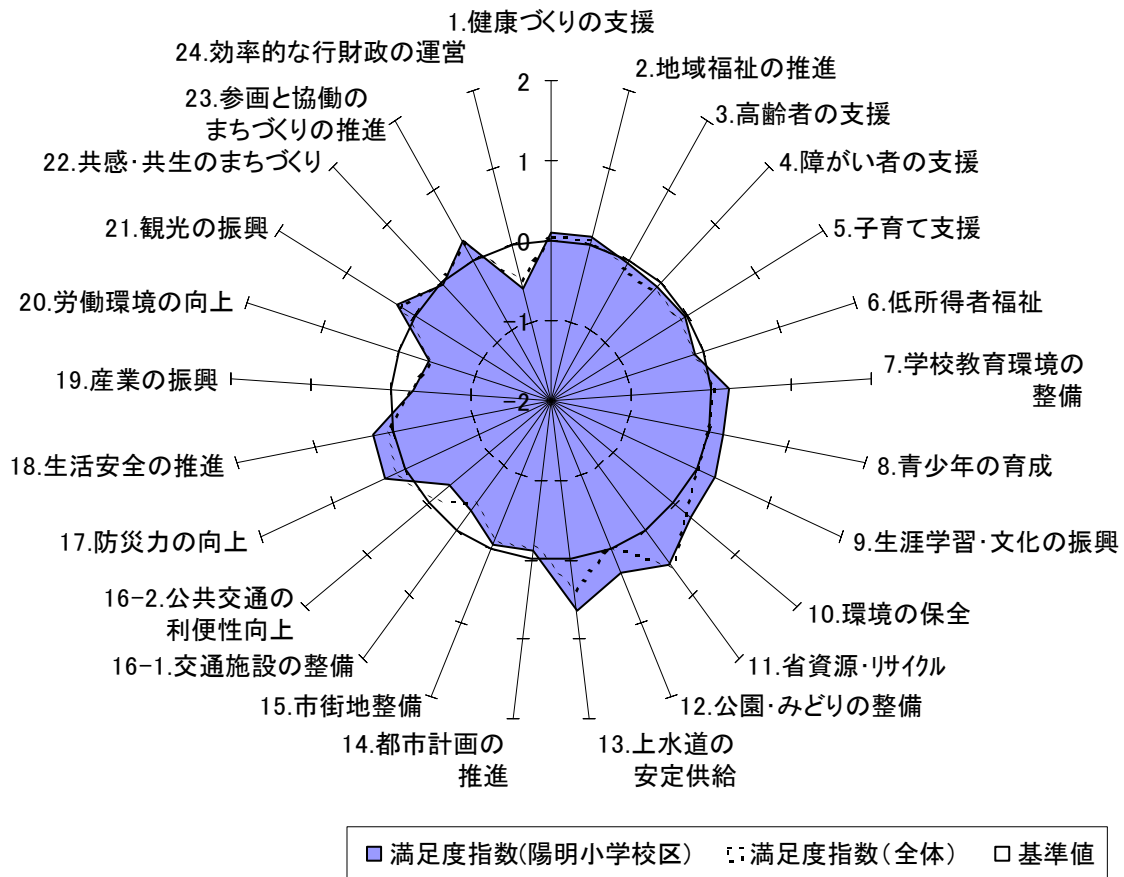 1.健康づくりの支援
2.地域福祉の推進
3.高齢者の支援
4.障がい者の支援
5.子育て支援
6.低所得者福祉
7.学校教育環境の
整備
8.青少年の育成
9.生涯学習･文化の振興
10.環境の保全
11.省資源･リサイクル
12.公園･みどりの整備
13.上水道の
安定供給
14.都市計画の
推進
15.市街地整備
16-1.交通施設の整備
16-2.公共交通の
利便性向上
17.防災力の向上
18.生活安全の推進
19.産業の振興
20.労働環境の向上
21.観光の振興
22.共感･共生のまちづくり
23.参画と協働の
まちづくりの推進
24.効率的な行財政の運営
2
1
0
-1
-2
満足度指数(陽明小学校区)
満足度指数(全体)
基準値